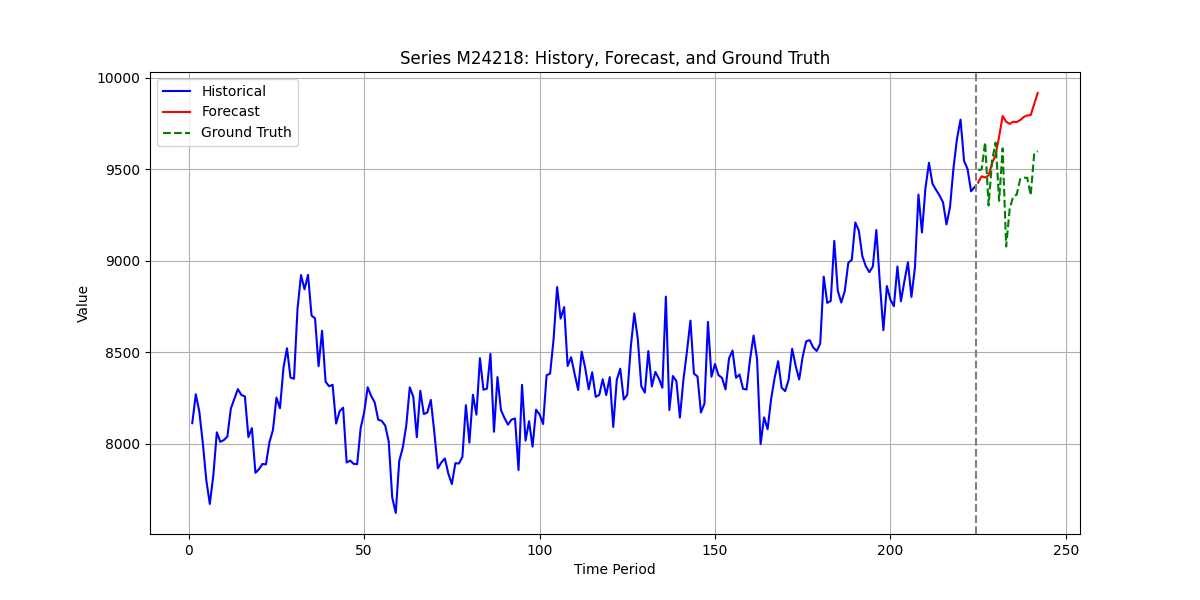 Series M24218: History, Forecast, and Ground Truth
Historical
Forecast
Ground Truth
10000
9500
9000
8500
8000
Value
0 50 100 150 200 250
Time Period